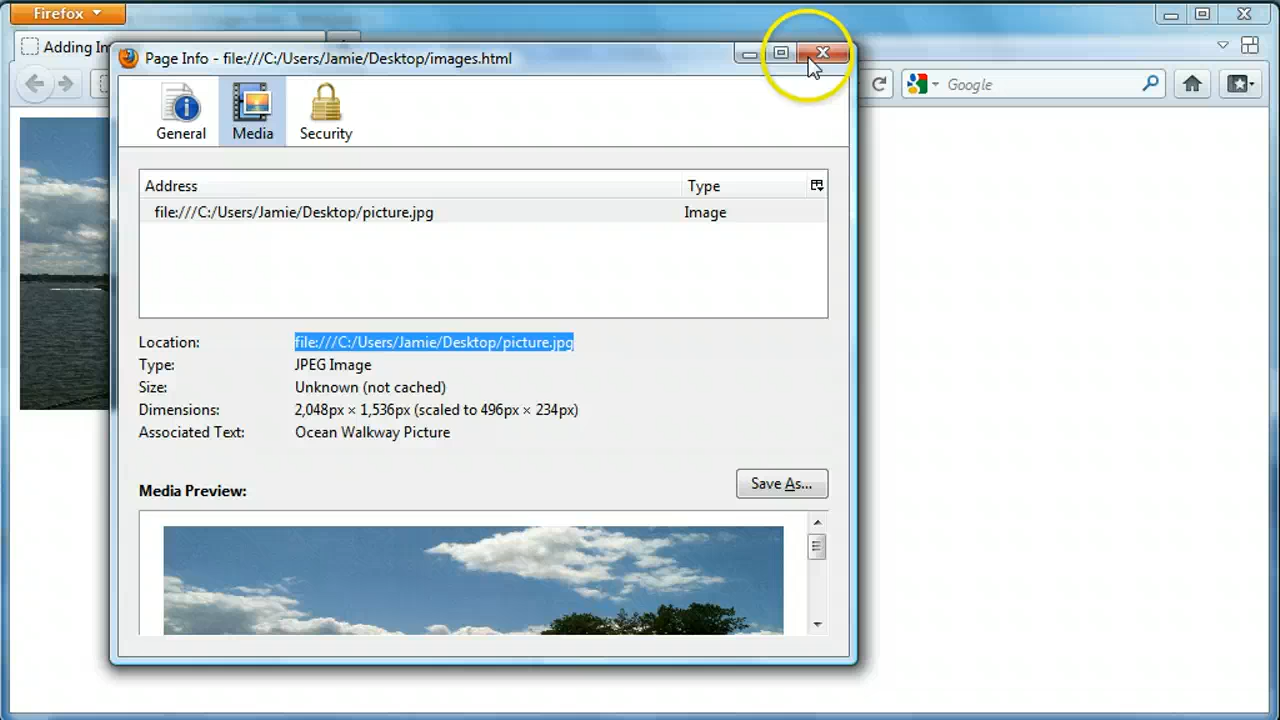 Firefox
Adding In
Page Info - file:///C:/Users/Jamie/Desktop/images.html
Google
General
Media
Security
Address
Type
file:///C:/Users/Jamie/Desktop/picture.jpg
Image
Location:
file:///C:/Users/Jamie/Desktop/picture.jpg
Type:
JPEG Image
Size:
Unknown (not cached)
Dimensions:
2,048px × 1,536px (scaled to 496px × 234px)
Associated Text:
Ocean Walkway Picture
Save As...
Media Preview: